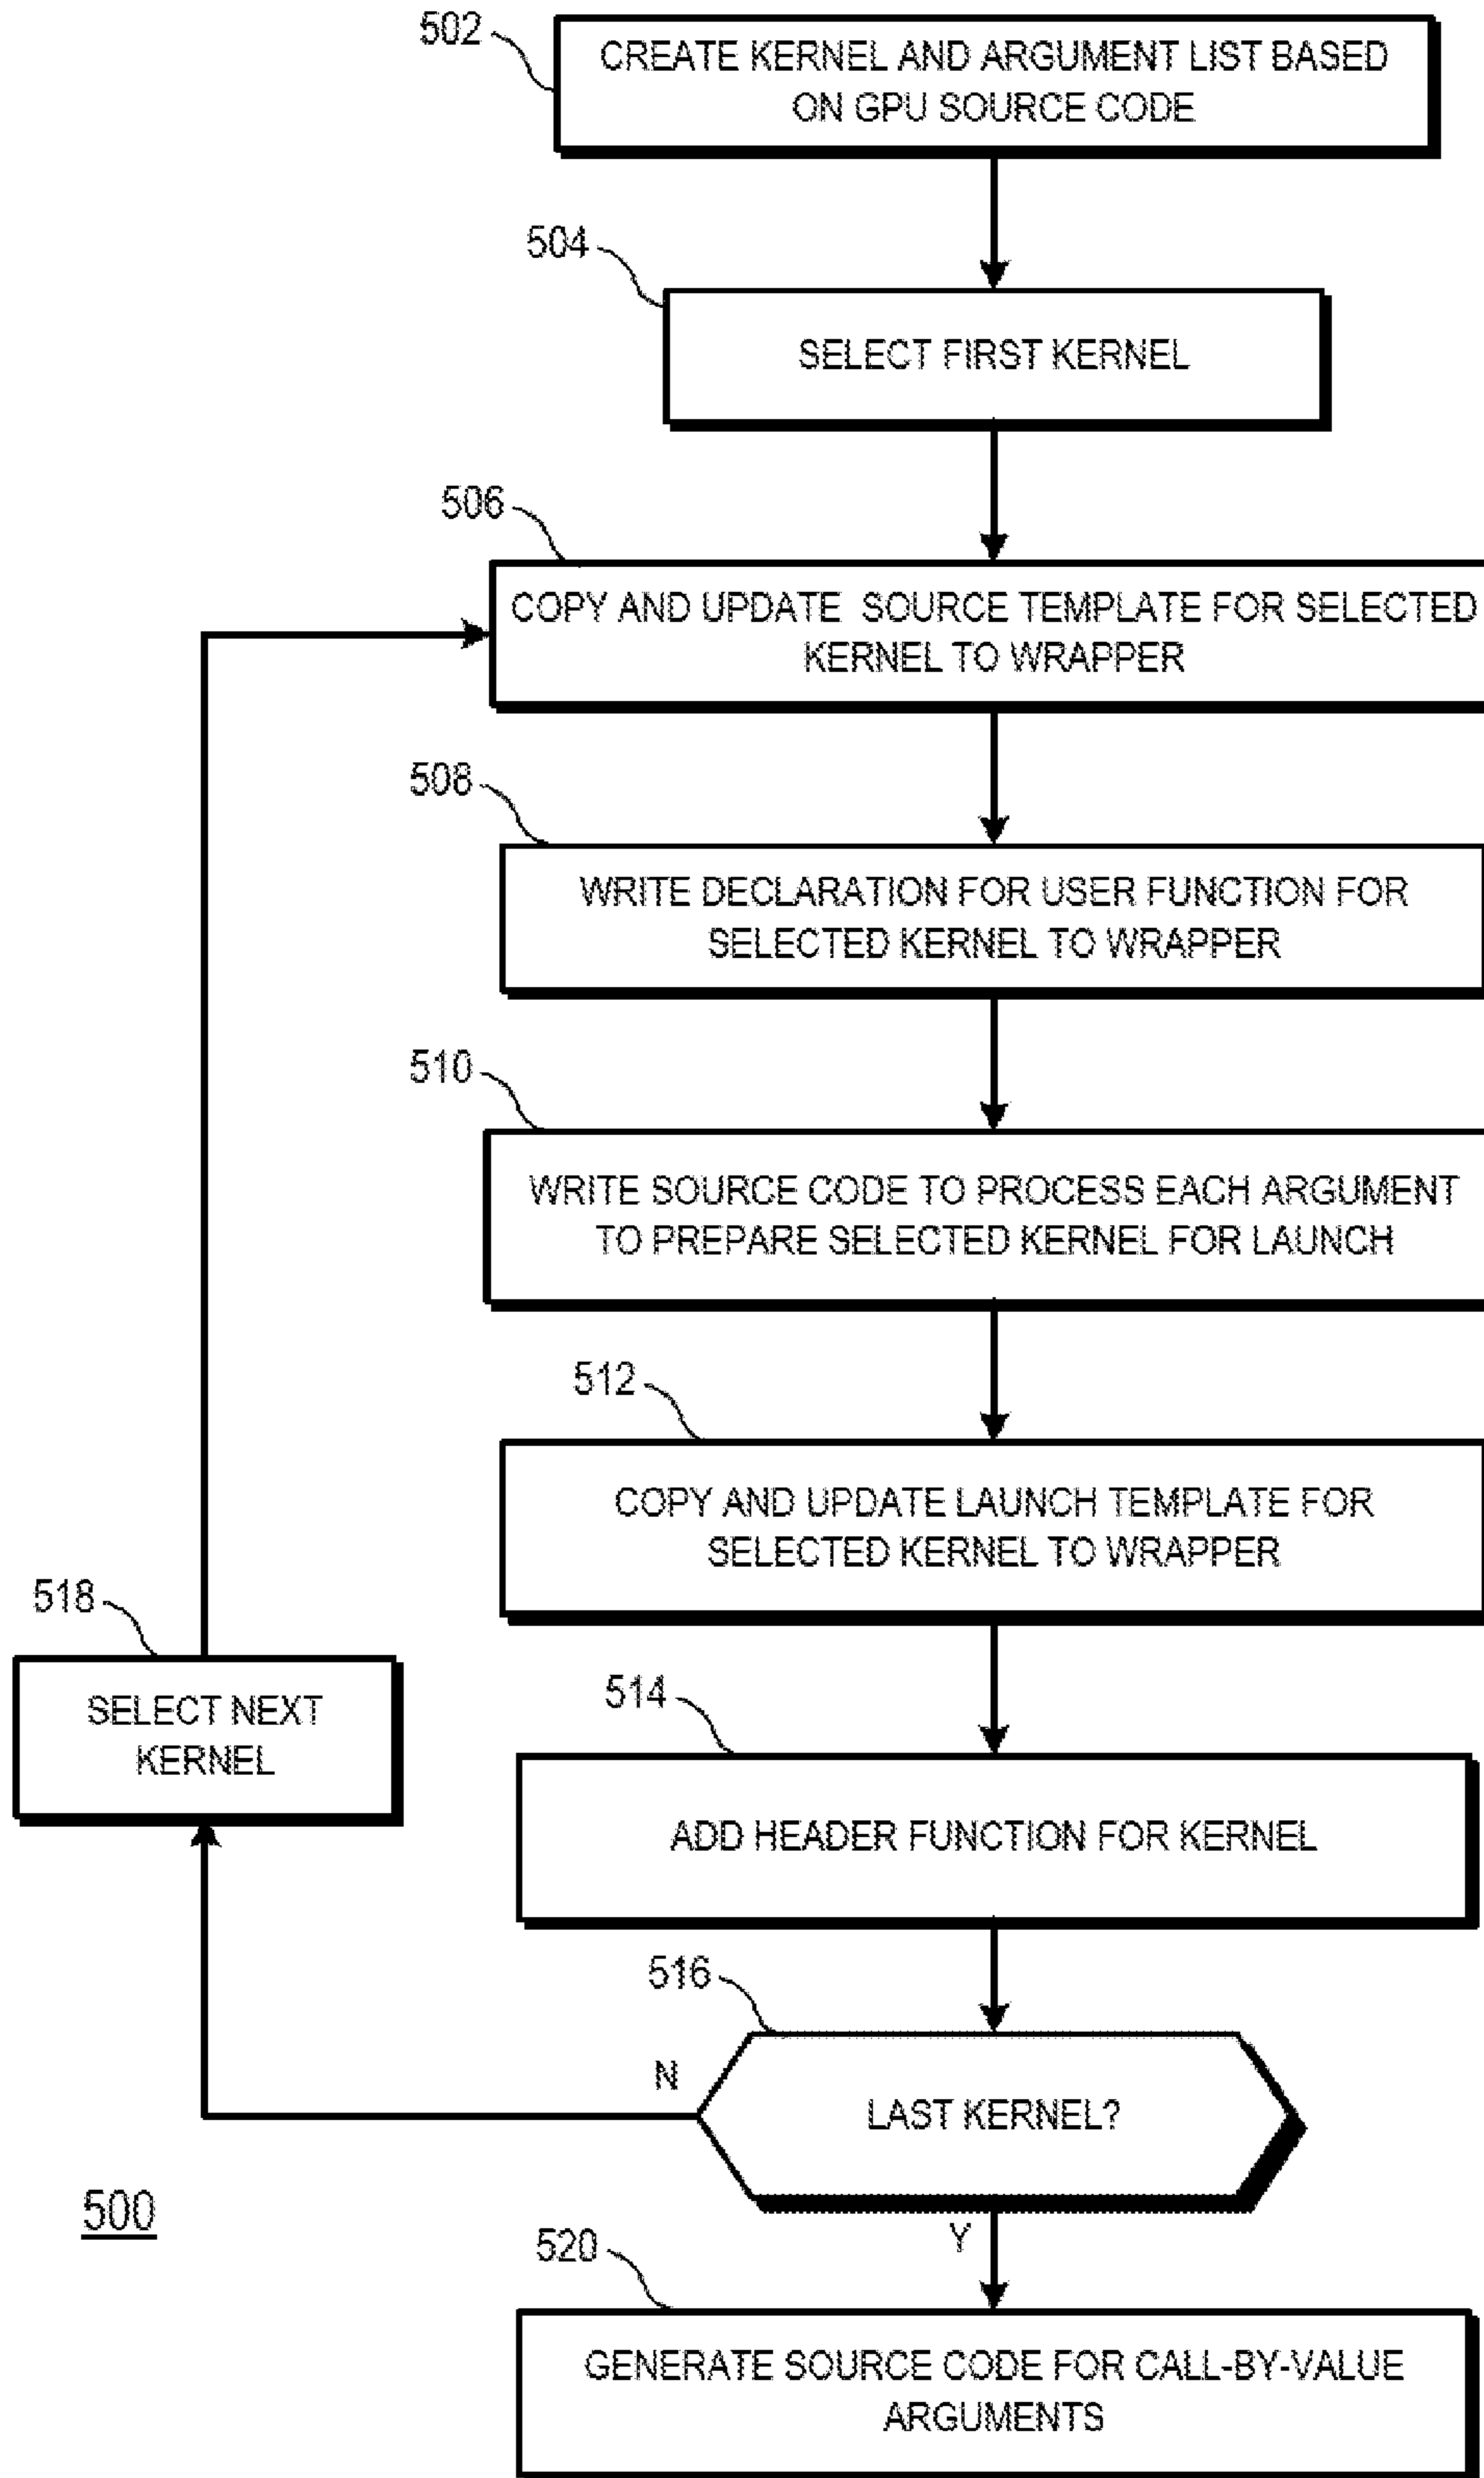 502
CREATE KERNEL AND ARGUMENT LIST BASED
ON GPU SOURCE CODE
504
SELECT FIRST KERNEL
506
COPY AND UPDATE SOURCE TEMPLATE FOR SELECTED
KERNEL TO WRAPPER
508
WRITE DECLARATION FOR USER FUNCTION FOR
SELECTED KERNEL TO WRAPPER
510
WRITE SOURCE CODE TO PROCESS EACH ARGUMENT
TO PREPARE SELECTED KERNEL FOR LAUNCH
512
COPY AND UPDATE LAUNCH TEMPLATE FOR
SELECTED KERNEL TO WRAPPER
518
SELECT NEXT
KERNEL
514
ADD HEADER FUNCTION FOR KERNEL
516
N
LAST KERNEL?
500
Y
520
GENERATE SOURCE CODE FOR CALL-BY-VALUE
ARGUMENTS